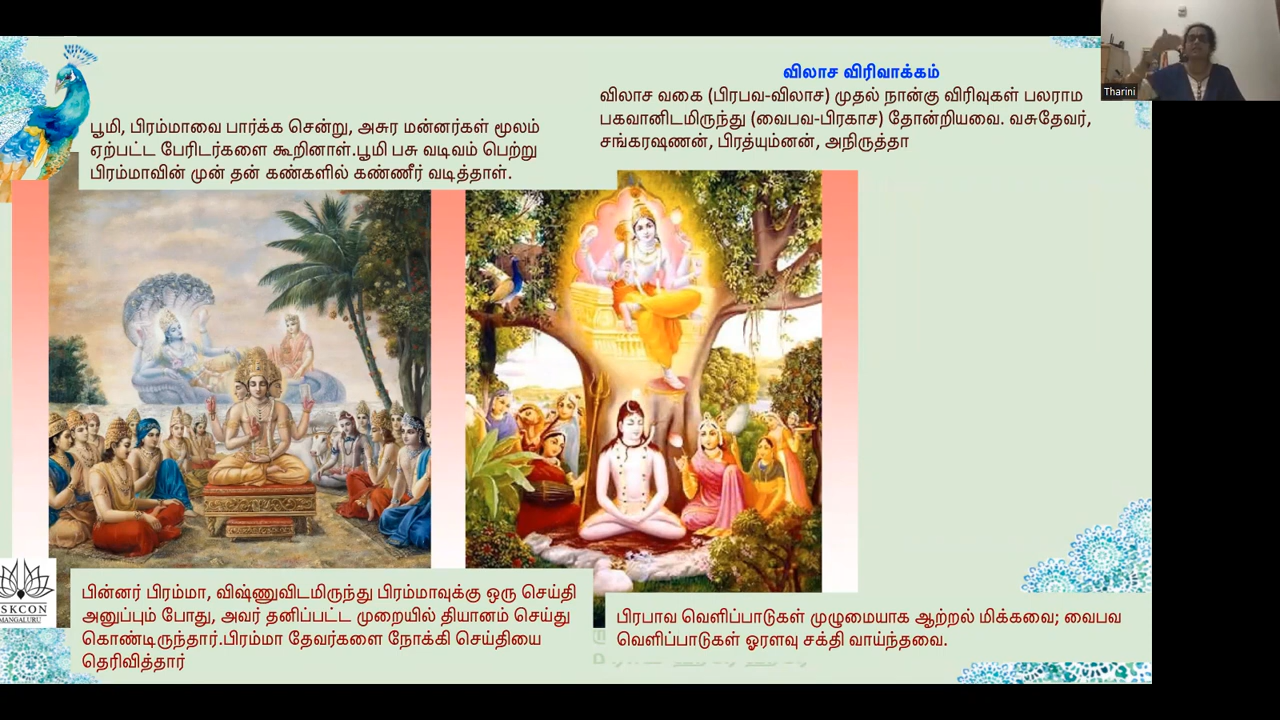 பூமி, பிரம்மாவை பார்க்க சென்று, அசுர மன்னர்கள் மூலம்
ஏற்பட்ட பேரிடர்களை கூறினாள்.பூமி பசு வடிவம் பெற்று
பிரம்மாவின் முன் தன் கண்களில் கண்ணீர் வடித்தாள்.
விலாச விரிவாக்கம்
விலாச வகை (பிரபவ-விலாச) முதல் நான்கு விரிவுகள் பலராம
பகவானிடமிருந்து (வைபவ-பிரகாச) தோன்றியவை. வசுதேவர்,
சங்கரஷணன், பிரத்யும்னன், அநிருத்தா
Tharini
பின்னர் பிரம்மா, விஷ்ணுவிடமிருந்து பிரம்மாவுக்கு ஒரு செய்தி
அனுப்பும் போது, அவர் தனிப்பட்ட முறையில் தியானம் செய்து
கொண்டிருந்தார்.பிரம்மா தேவர்களை நோக்கி செய்தியை
தெரிவித்தார்
பிரபாவ வெளிப்பாடுகள் முழுமையாக ஆற்றல் மிக்கவை; வைபவ
வெளிப்பாடுகள் ஓரளவு சக்தி வாய்ந்தவை.
SKCON
MANGALURU